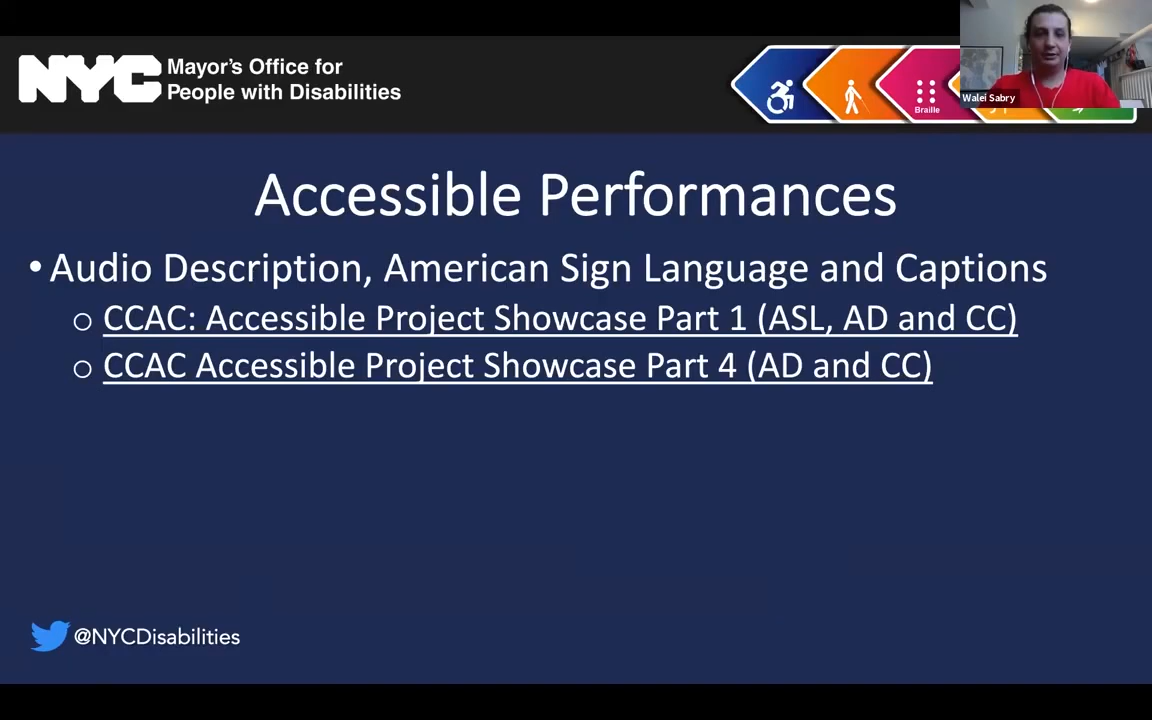 NYC Mayor's Office for
People with Disabilities
Braille
Walei Sabry
Accessible Performances
• Audio Description, American Sign Language and Captions
o CCAC: Accessible Project Showcase Part 1 (ASL, AD and CC)
o CCAC Accessible Project Showcase Part 4 (AD and CC)
@NYCDisabilities